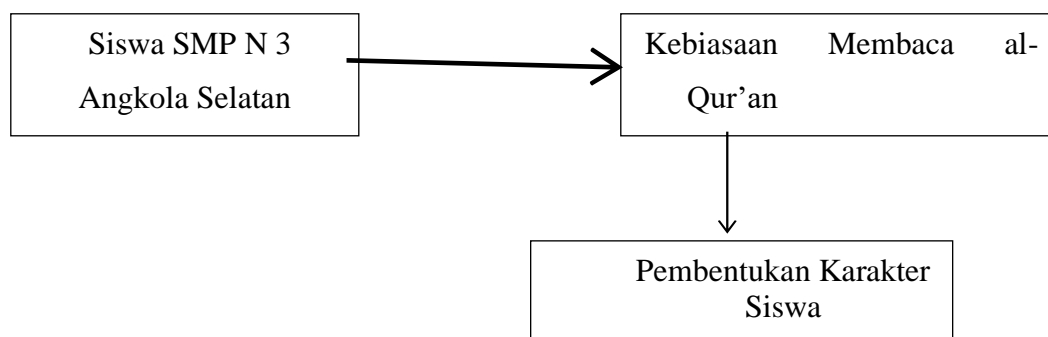 Siswa SMP N 3
Angkola Selatan
Kebiasaan Membaca al-
Qur’an
Pembentukan Karakter
Siswa